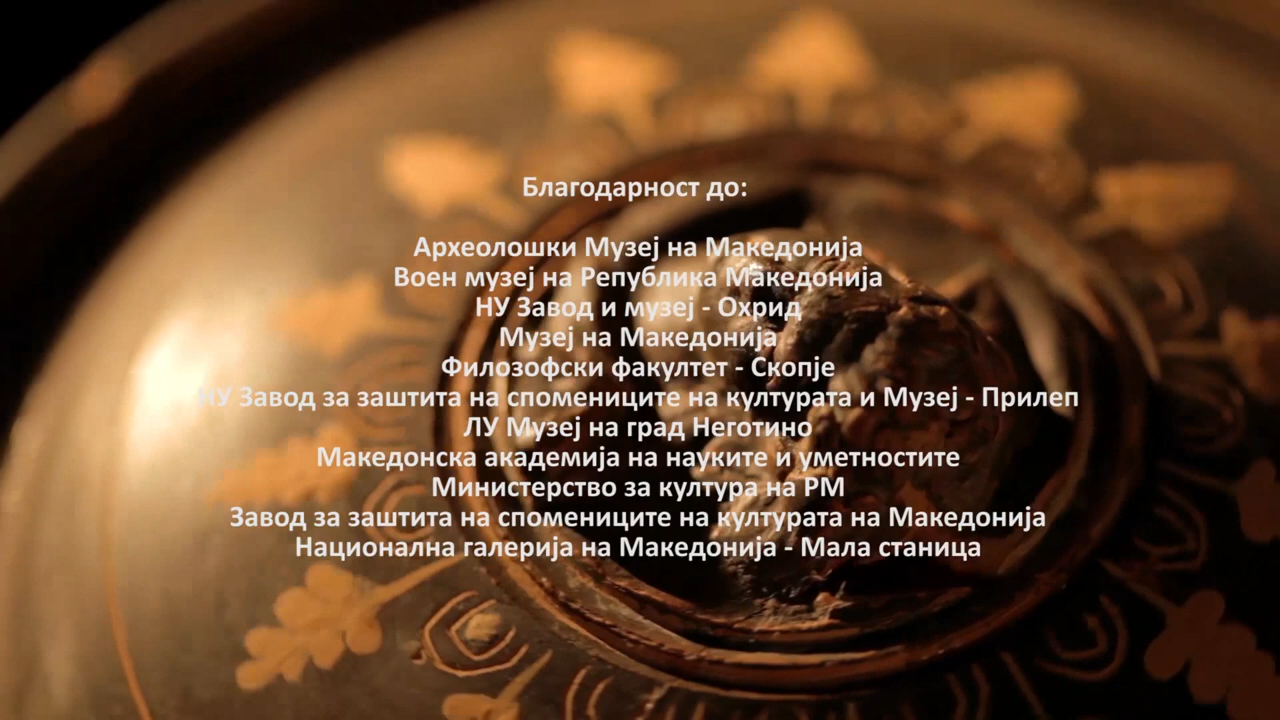 Благодарност до:
Археолошки Музеј на Македонија
Воен музеј на Република Македонија
НУ Завод и музеј - Охрид
Музеј на Македонија
Филозофски факултет - Скопје
НУ Завод за заштита на спомениците на културата и Музеј - Прилеп
ЛУ Музеј на град Неготино
Македонска академија на науките и уметностите
Министерство за култура на РМ
Завод за заштита на спомениците на културата на Македонија
Национална галерија на Македонија - Мала станица